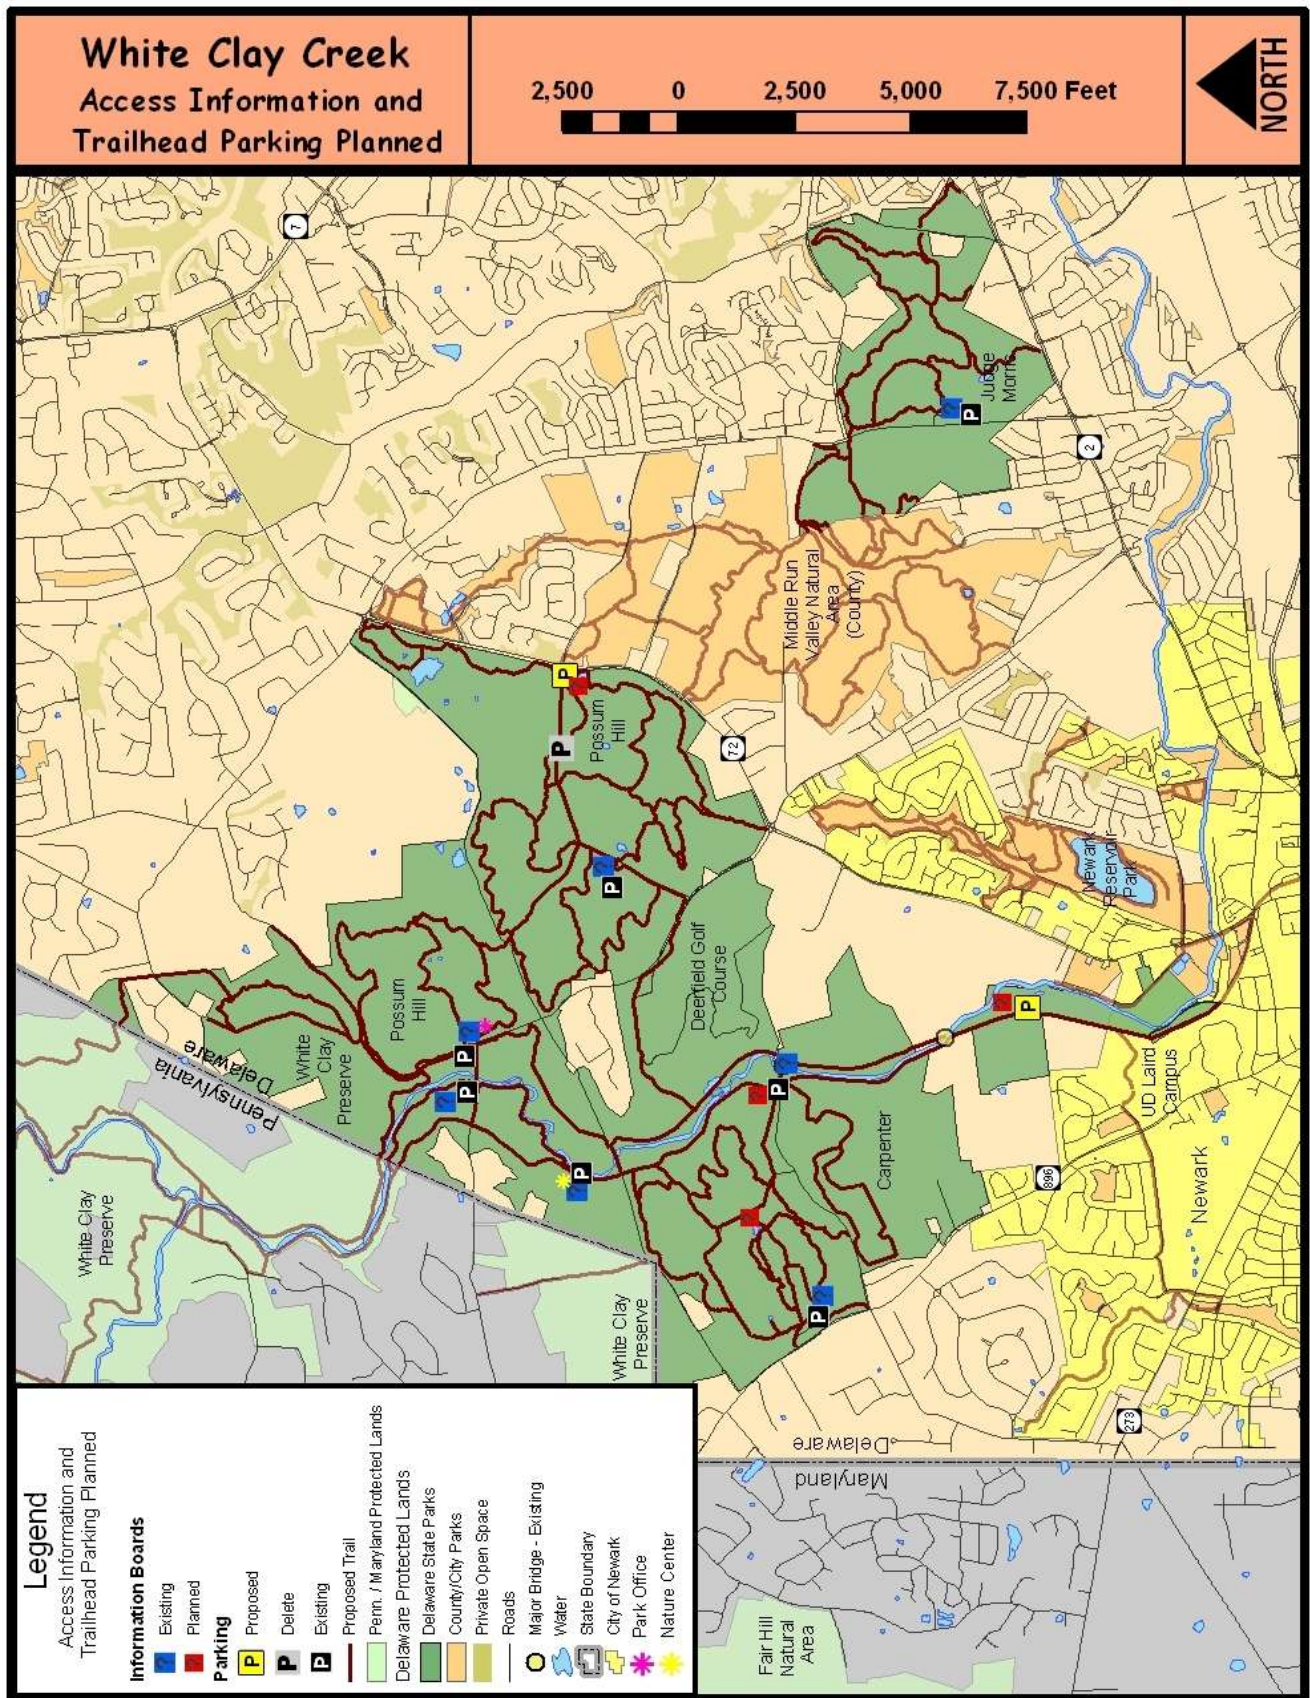 White Clay Creek
Access Information and
Trailhead Parking Planned
2,500 0 2,500 5,000 7,500 Feet
NORTH
7
Judge
Morris
2
Middle Run
Valley Natural
Area
(County)
P
?
Possum
Hill
P
72
?
P
Newark
Reservoir
Park
Deerfield Golf
Course
Possum
Hill
White
Clay
Preserve
Pennsylvania
Delaware
White Clay
Preserve
?
P
P
?
P
?
?
P
?
?
P
UD Laird
Campus
Carpenter
896
Newark
?
?
P
White Clay
Preserve
273
Delaware
Maryland
Fair Hill
Natural
Area
?
P
Legend
Access Information and
Trailhead Parking Planned
Information Boards
? Existing
? Planned
Parking
P Proposed
P Delete
P Existing
Proposed Trail
Penn. / Maryland Protected Lands
Delaware Protected Lands
Delaware State Parks
County/City Parks
Private Open Space
Roads
Major Bridge - Existing
Water
State Boundary
City of Newark
Park Office
Nature Center